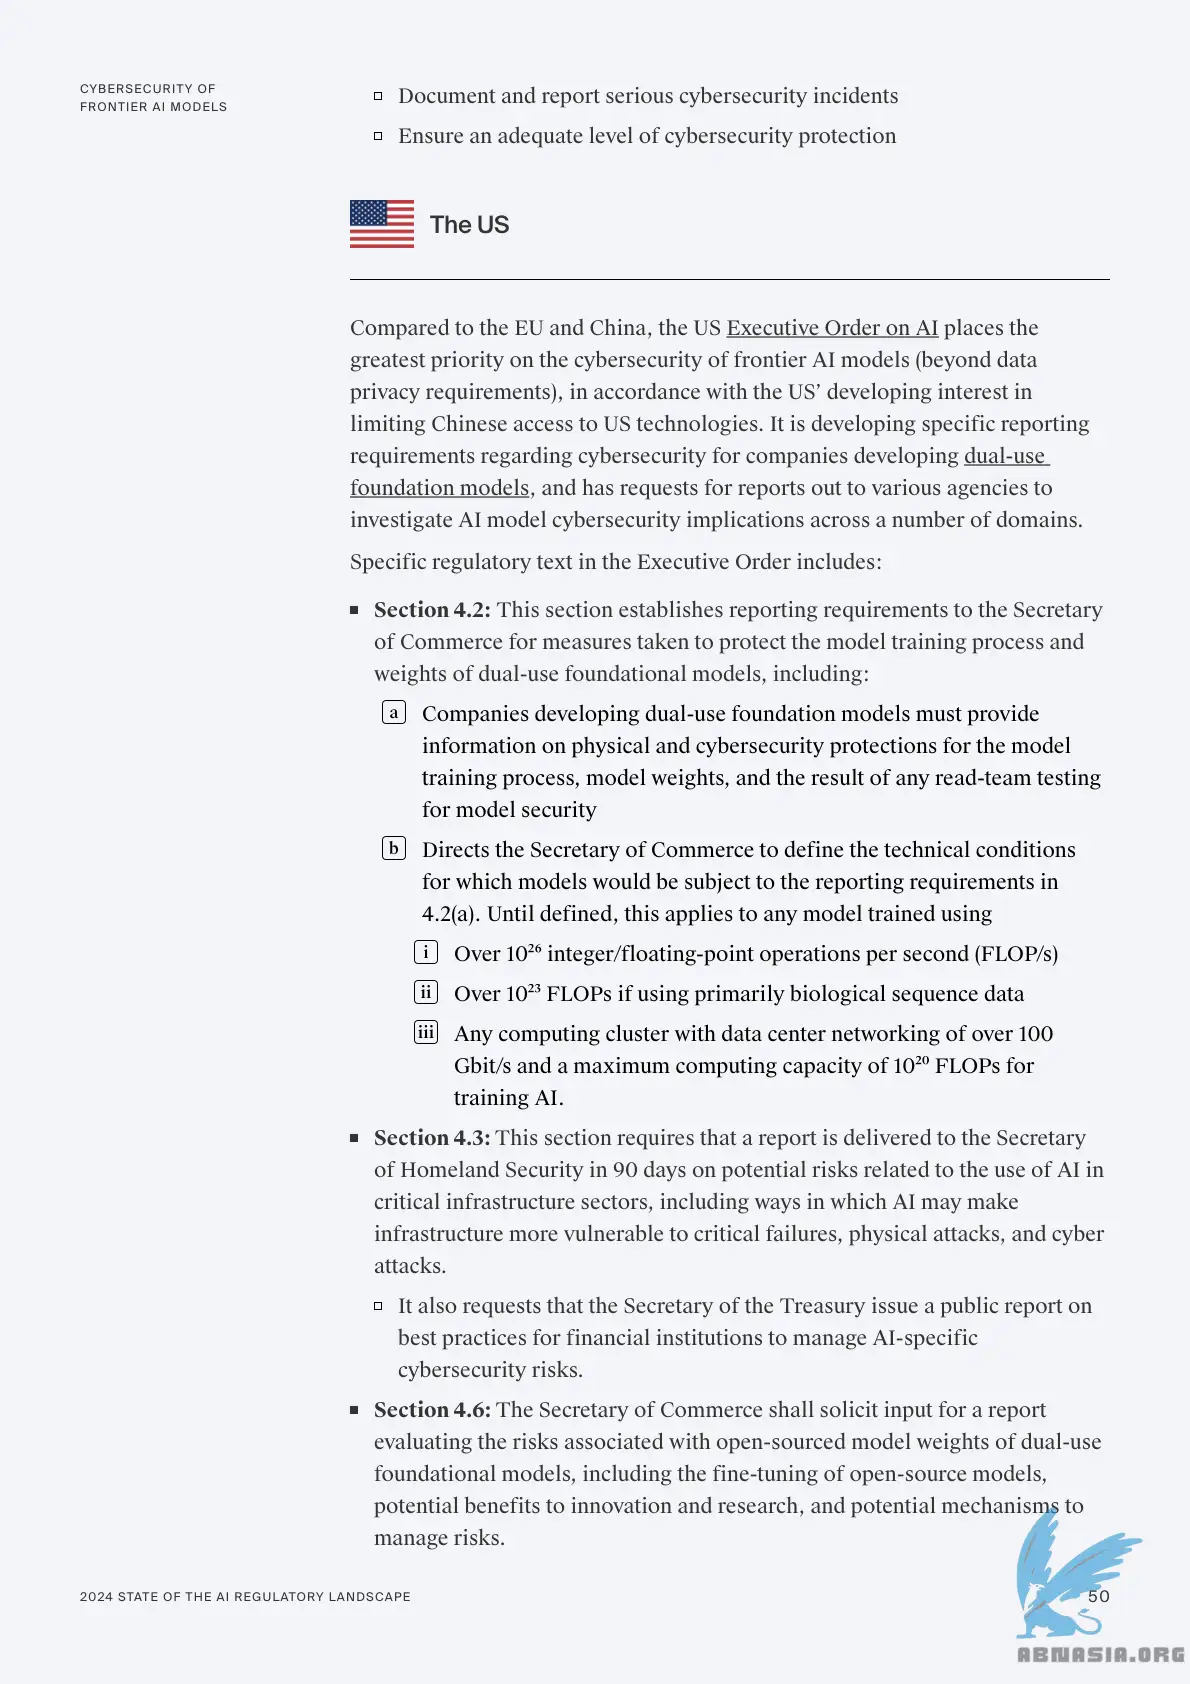 CYBERSECURITY OF
FRONTIER AI MODELS
Document and report serious cybersecurity incidents
Ensure an adequate level of cybersecurity protection
The US
Compared to the EU and China, the US Executive Order on AI places the
greatest priority on the cybersecurity of frontier AI models (beyond data
privacy requirements), in accordance with the US’ developing interest in
limiting Chinese access to US technologies. It is developing specific reporting
requirements regarding cybersecurity for companies developing dual-use
foundation models, and has requests for reports out to various agencies to
investigate AI model cybersecurity implications across a number of domains.
Specific regulatory text in the Executive Order includes:
Section 4.2: This section establishes reporting requirements to the Secretary
of Commerce for measures taken to protect the model training process and
weights of dual-use foundational models, including:
a Companies developing dual-use foundation models must provide
information on physical and cybersecurity protections for the model
training process, model weights, and the result of any read-team testing
for model security
b Directs the Secretary of Commerce to define the technical conditions
for which models would be subject to the reporting requirements in
4.2(a). Until defined, this applies to any model trained using
i Over 10²⁶ integer/floating-point operations per second (FLOP/s)
ii Over 10²³ FLOPs if using primarily biological sequence data
iii Any computing cluster with data center networking of over 100
Gbit/s and a maximum computing capacity of 10²⁰ FLOPs for
training AI.
Section 4.3: This section requires that a report is delivered to the Secretary
of Homeland Security in 90 days on potential risks related to the use of AI in
critical infrastructure sectors, including ways in which AI may make
infrastructure more vulnerable to critical failures, physical attacks, and cyber
attacks.
It also requests that the Secretary of the Treasury issue a public report on
best practices for financial institutions to manage AI-specific
cybersecurity risks.
Section 4.6: The Secretary of Commerce shall solicit input for a report
evaluating the risks associated with open-sourced model weights of dual-use
foundational models, including the fine-tuning of open-source models,
potential benefits to innovation and research, and potential mechanisms to
manage risks.
2024 STATE OF THE AI REGULATORY LANDSCAPE
50
ABNASIA.ORG